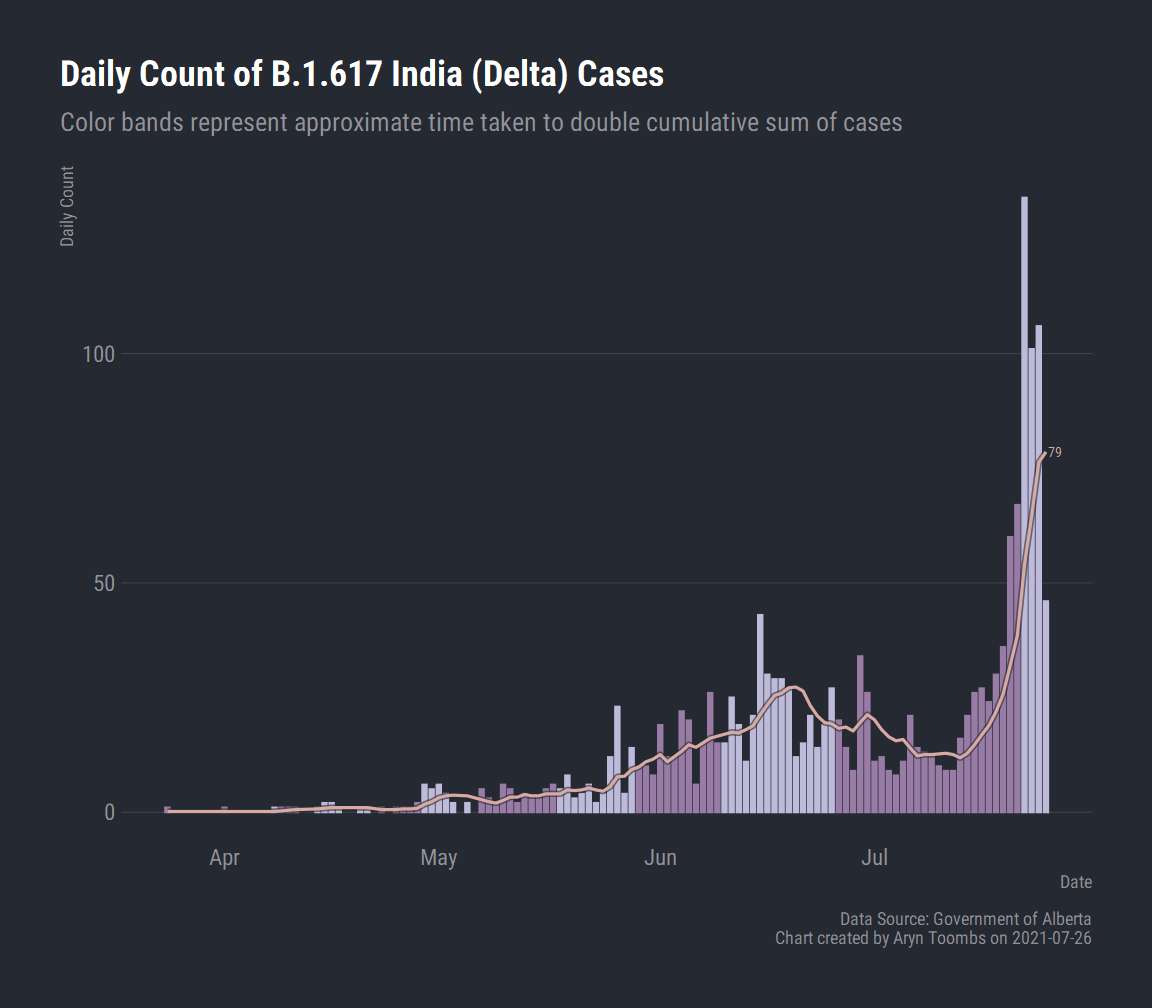 Daily Count of B.1.617 India (Delta) Cases
Color bands represent approximate time taken to double cumulative sum of cases
Daily Count
100
50
0
79
Apr May Jun Jul
Date
Data Source: Government of Alberta
Chart created by Aryn Toombs on 2021-07-26